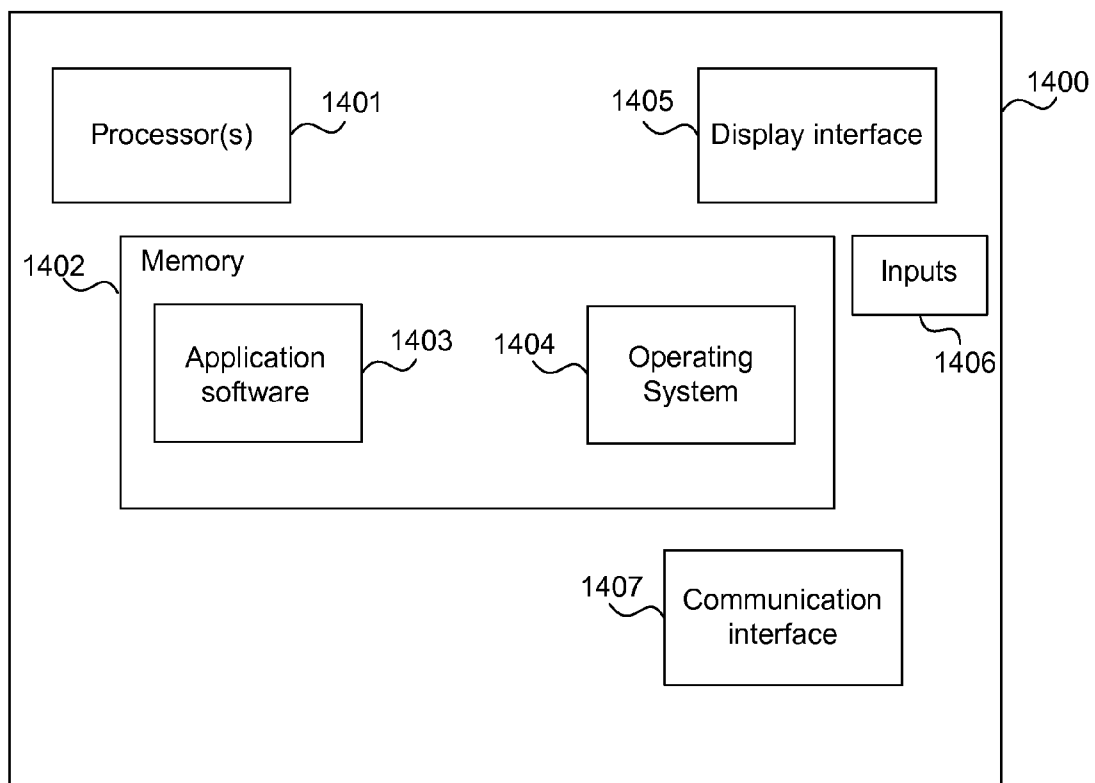 1400
Processor(s)
1401
1405
Display interface
1402
Memory
Inputs
1406
Application
software
1403
1404
Operating
System
1407
Communication
interface